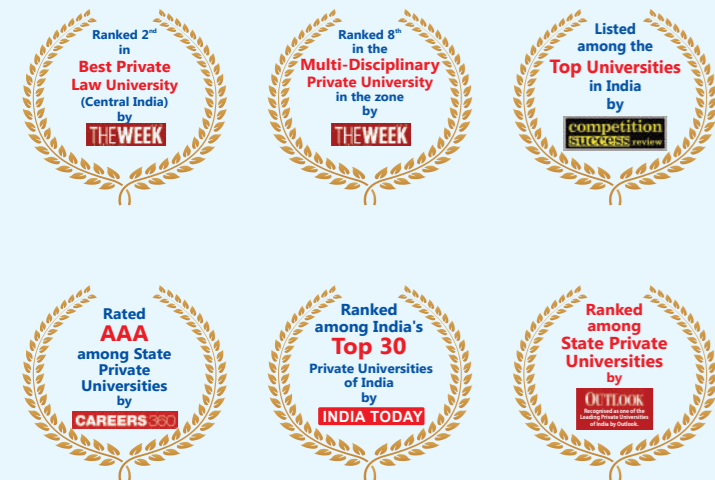 Ranked 2nd
in
Best Private
Law University
(Central India)
by
THE WEEK
Ranked 8th
in the
Multi-Disciplinary
Private University
in the zone
by
THE WEEK
Listed
among the
Top Universities
in India
by
competition
success review
Rated
AAA
among State
Private
Universities
by
CAREERS360
Ranked
among India's
Top 30
Private Universities
of India
by
INDIA TODAY
Ranked
among
State Private
Universities
by
OUTLOOK
Recognised as one of the
Leading Private Universities
of India by Outlook.